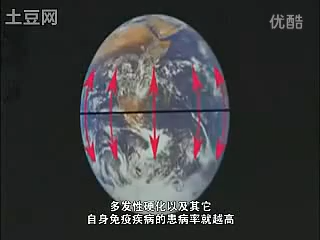 土豆网
优酷
多发性硬化以及其它
自身免疫疾病的患病率就越高